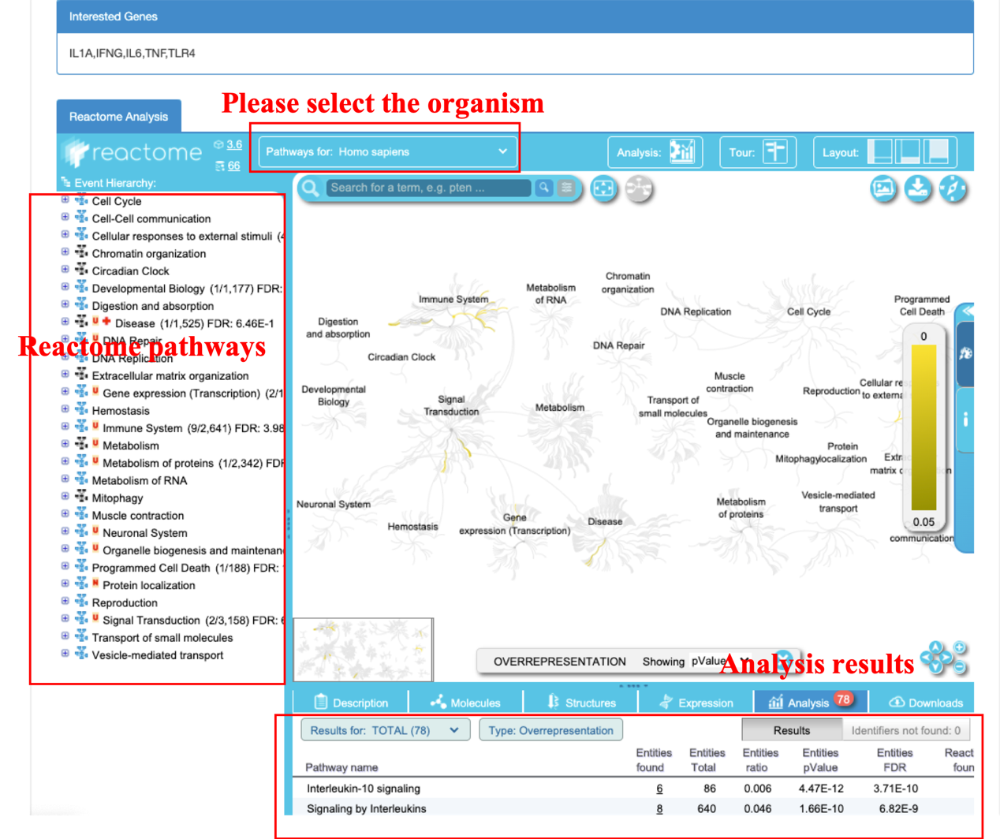 Interested Genes
IL1A,IFNG,IL6,TNF,TLR4
Please select the organism
Reactome Analysis
reactome 3.6 66
Pathways for: Homo sapiens
Analysis:
Tour:
Layout:
Event Hierarchy:
Search for a term, e.g. pten ...
Cell Cycle
Cell-Cell communication
Cellular responses to external stimuli (4
Chromatin organization
Circadian Clock
Developmental Biology (1/1,177) FDR:
Digestion and absorption
Disease (1/1,525) FDR: 6.46E-1
DNA Repair
Reactome pathways
DNA Replication
Extracellular matrix organization
Gene expression (Transcription) (2/1
Hemostasis
Immune System (9/2,641) FDR: 3.98
Metabolism
Metabolism of proteins (1/2,342) FDR
Metabolism of RNA
Mitophagy
Muscle contraction
Neuronal System
Organelle biogenesis and maintenan
Programmed Cell Death (1/188) FDR:
Protein localization
Reproduction
Signal Transduction (2/3,158) FDR: 6
Transport of small molecules
Vesicle-mediated transport
Immune System
Metabolism
of RNA
Chromatin
organization
DNA Replication
Cell Cycle
Programmed
Cell Death
Digestion
and absorption
Circadian Clock
DNA Repair
0
Developmental
Biology
Signal
Transduction
Metabolism
Transport of
small molecules
Muscle
contraction
Reproduction
Cellular re
to externa
Organelle biogenesis
and maintenance
Protein
localization
Mitophagy
Extr
matrix o
n
Neuronal System
Hemostasis
Gene
expression (Transcription)
Disease
Metabolism
of proteins
Vesicle-mediated
transport
0.05
communication
OVERREPRESENTATION Showing pValue
Analysis results
Description
Molecules
Structures
Expression
Analysis 78
Downloads
Results for: TOTAL (78)
Type: Overrepresentation
Results
Identifiers not found: 0
Pathway name
Entities found
Entities Total
Entities ratio
Entities pValue
Entities FDR
React foun
Interleukin-10 signaling 6 86 0.006 4.47E-12 3.71E-10
Signaling by Interleukins 8 640 0.046 1.66E-10 6.82E-9